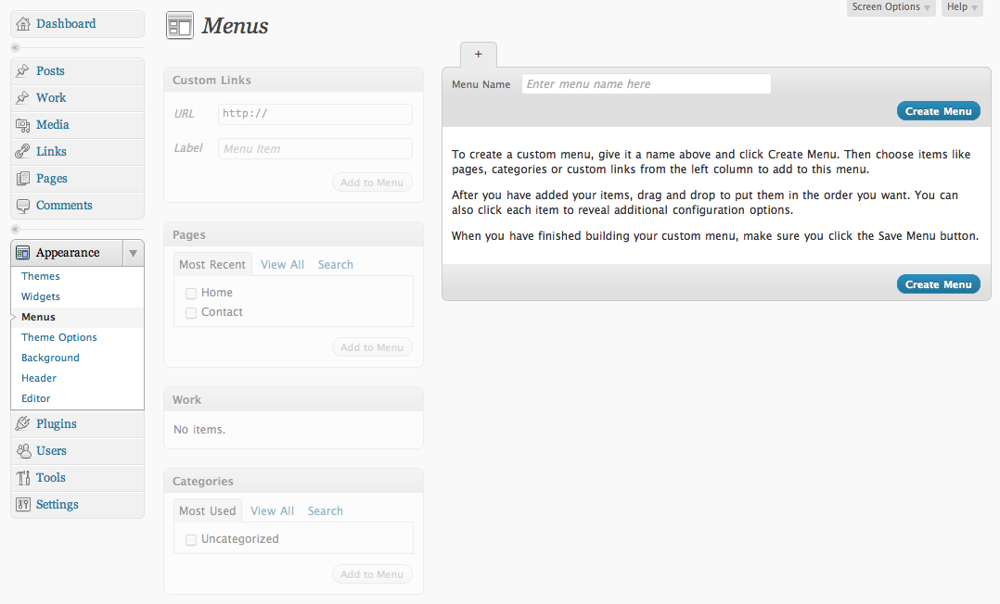 Screen Options
Help
Dashboard
Posts
Work
Media
Links
Pages
Comments
Appearance
Themes
Widgets
Menus
Theme Options
Background
Header
Editor
Plugins
Users
Tools
Settings
Menus
Custom Links
URL http://
Label Menu Item
Add to Menu
Pages
Most Recent View All Search
Home
Contact
Add to Menu
Work
No items.
Categories
Most Used View All Search
Uncategorized
Add to Menu
+
Menu Name Enter menu name here
Create Menu
To create a custom menu, give it a name above and click Create Menu. Then choose items like
pages, categories or custom links from the left column to add to this menu.
After you have added your items, drag and drop to put them in the order you want. You can
also click each item to reveal additional configuration options.
When you have finished building your custom menu, make sure you click the Save Menu button.
Create Menu